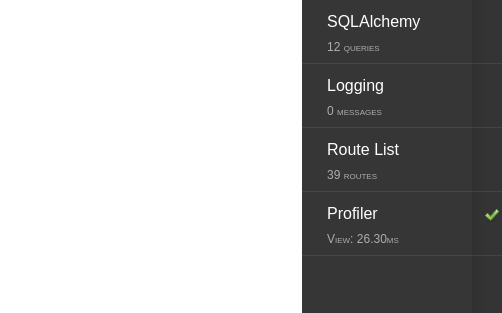 SQLAlchemy
12 QUERIES
Logging
0 MESSAGES
Route List
39 ROUTES
Profiler
VIEW: 26.30MS